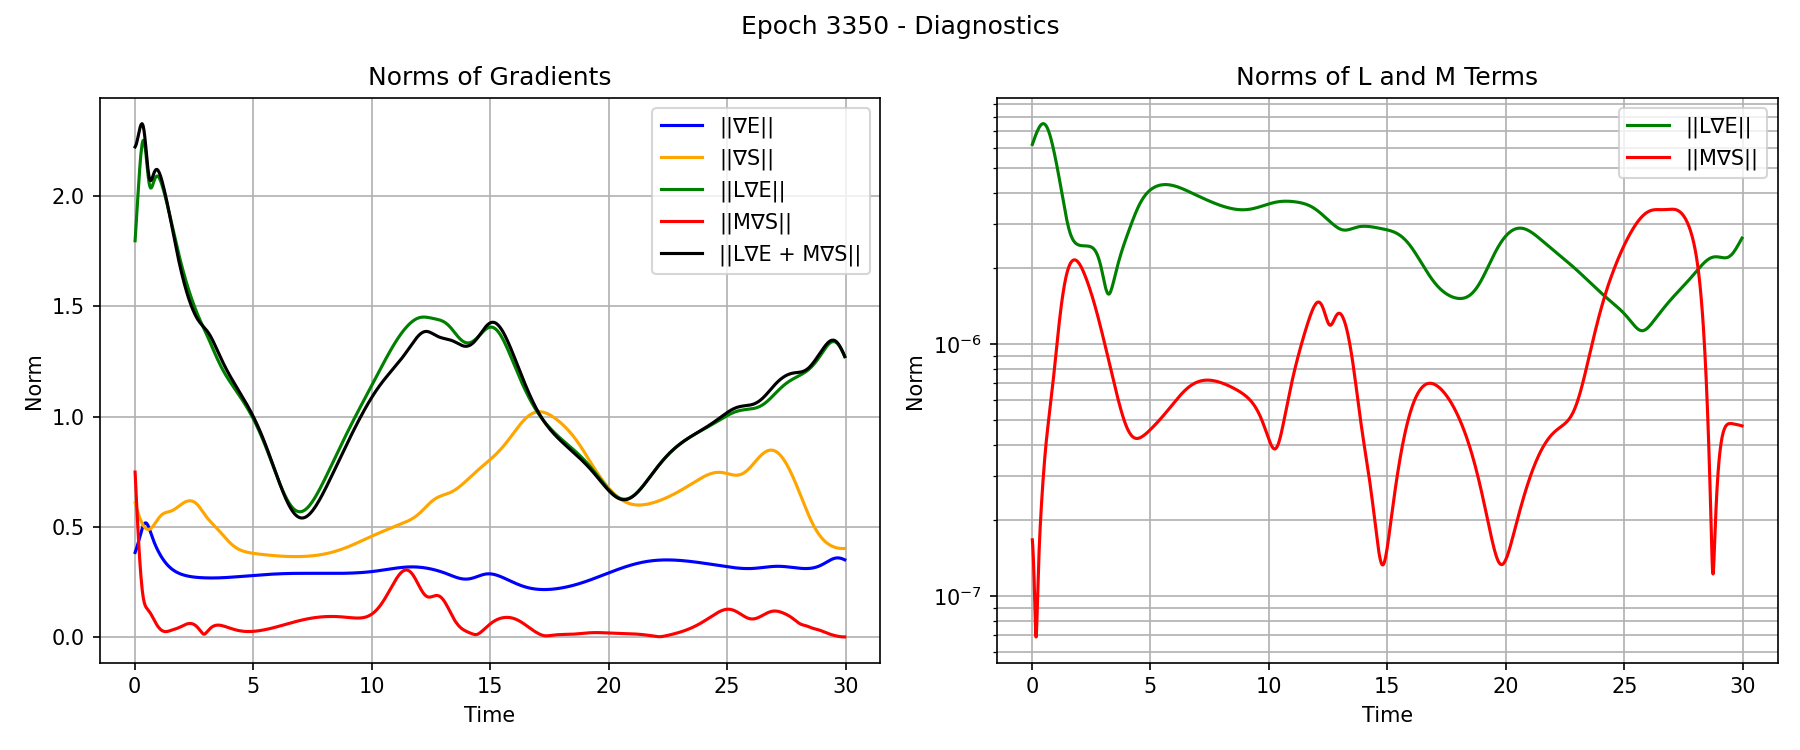 Epoch 3350 - Diagnostics
Norms of Gradients
Norm
2.0
1.5
1.0
0.5
0.0
0 5 10 15 20 25 30
Time
||∇E||
||∇S||
||L∇E||
||M∇S||
||L∇E + M∇S||
Norms of L and M Terms
Norm
10⁻⁶
10⁻⁷
0 5 10 15 20 25 30
Time
||L∇E||
||M∇S||